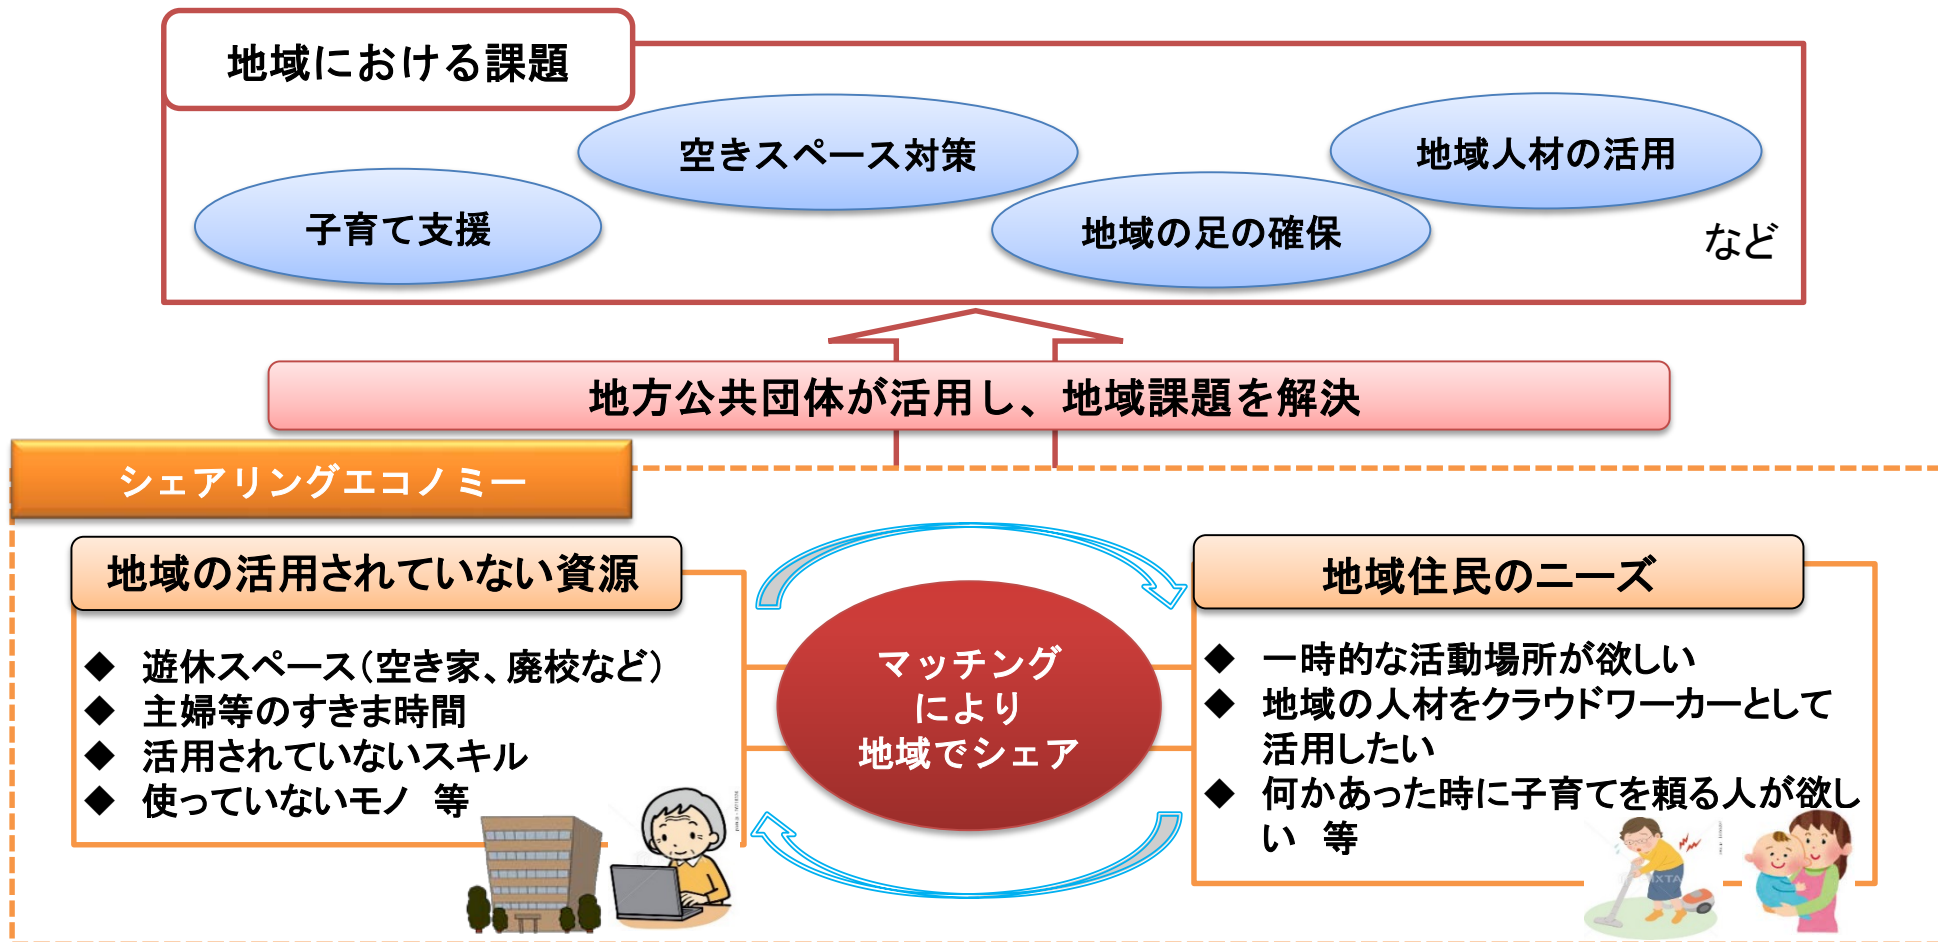 地域における課題
空きスペース対策
地域人材の活用
子育て支援
地域の足の確保
など
地方公共団体が活用し、地域課題を解決
シェアリングエコノミー
地域の活用されていない資源
◆ 遊休スペース（空き家、廃校など）
◆ 主婦等のすきま時間
◆ 活用されていないスキル
◆ 使っていないモノ 等
マッチング
により
地域でシェア
地域住民のニーズ
◆ 一時的な活動場所が欲しい
◆ 地域の人材をクラウドワーカーとして
活用したい
◆ 何かあった時に子育てを頼る人が欲し
い 等